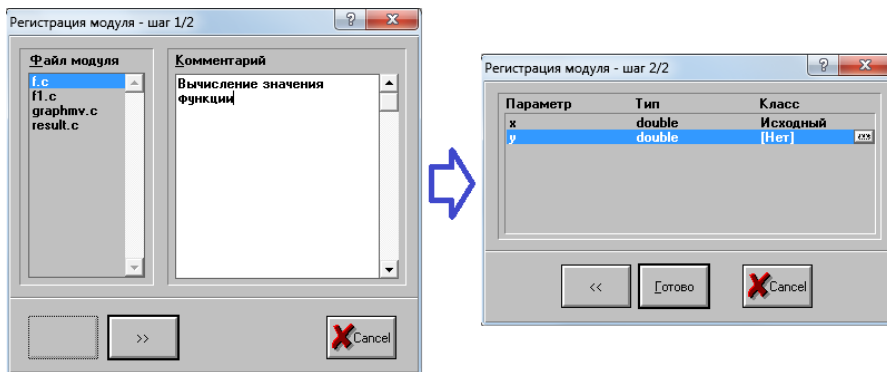 Регистрация модуля - шаг 1/2
Файл модуля
Комментарий
f.c
f1.c
graphmv.c
result.c
Вычисление значения
функции
>>
Cancel
Регистрация модуля - шаг 2/2
Параметр Тип Класс
x double Исходный
y double [Нет]
<< Готово Cancel